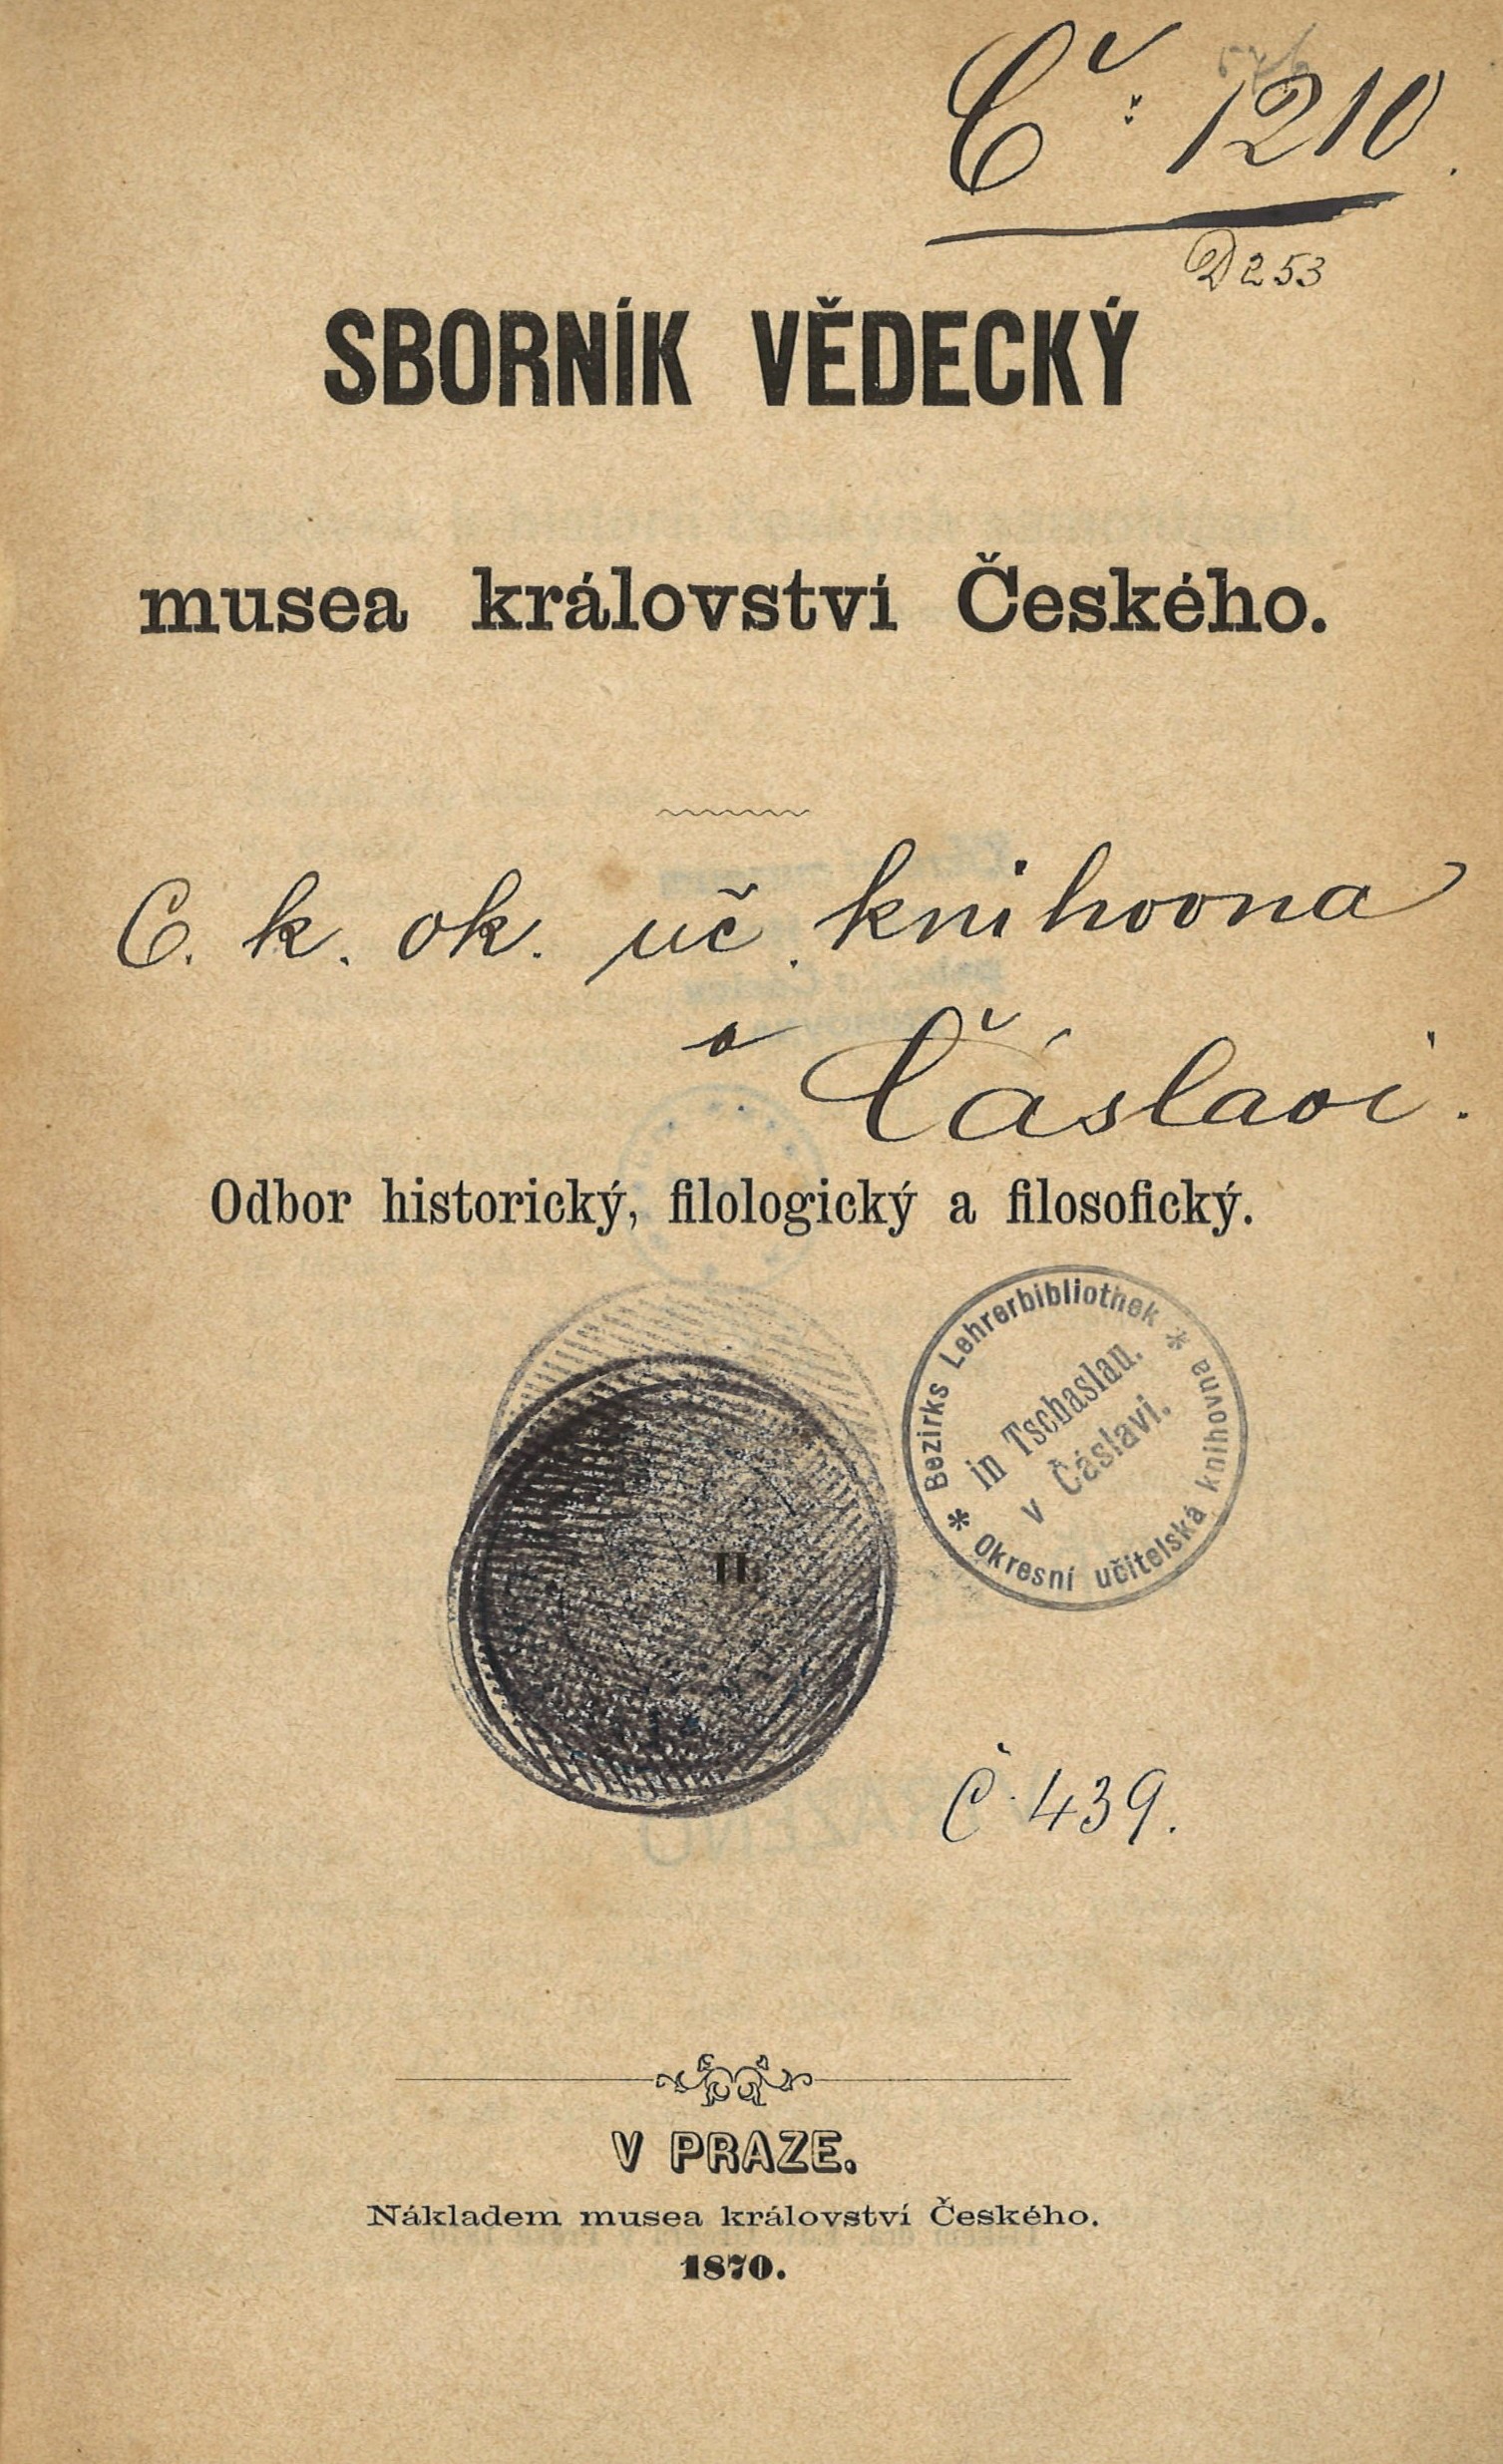 Č: 1210.
D253
SBORNÍK VĚDECKÝ
musea království Českého.
C. k. ok. uč. knihovna
v Čáslavi.
Odbor historický, filologický a filosofický.
Bezirks Lehrerbibliothek
in Tschaslau.
v Čáslavi.
Okresní učitelská knihovna
II.
Č. 439.
V PRAZE.
Nákladem musea království Českého.
1870.